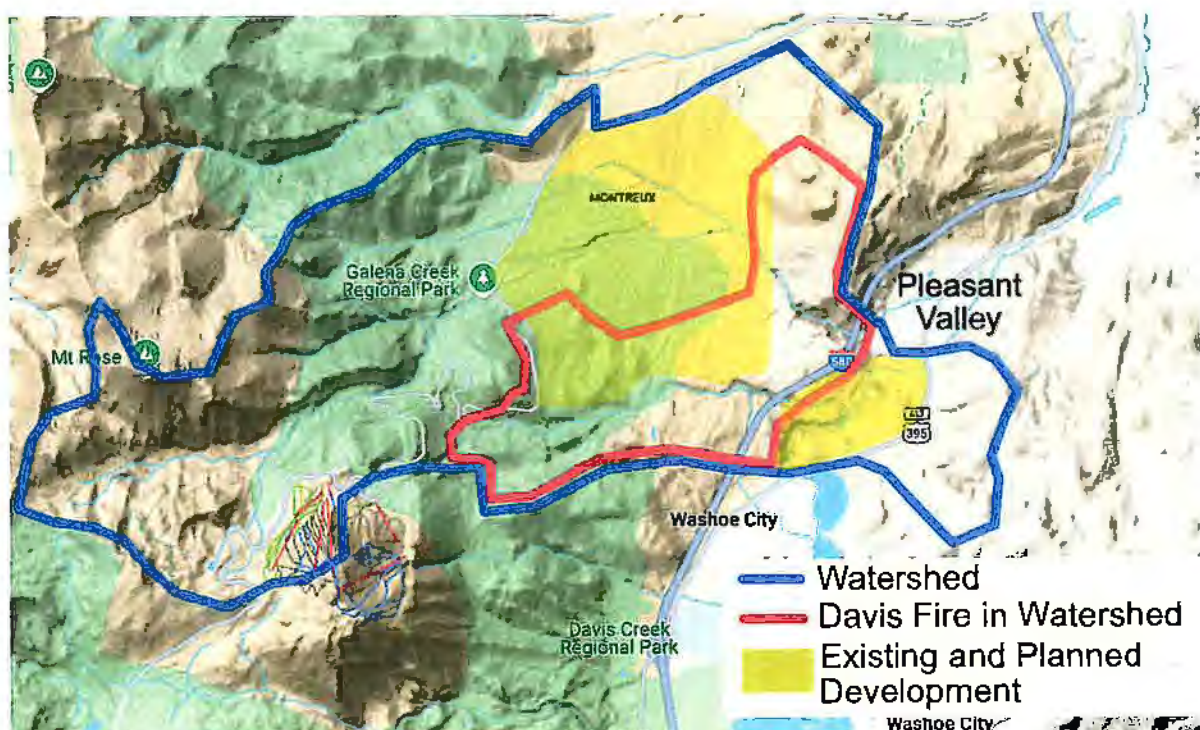 MONTREUX
Galena Creek
Regional Park
Pleasant
Valley
Mt Rose
580
395
Washoe City
Watershed
Davis Fire in Watershed
Davis Creek
Regional Park
Existing and Planned
Development
Washoe City